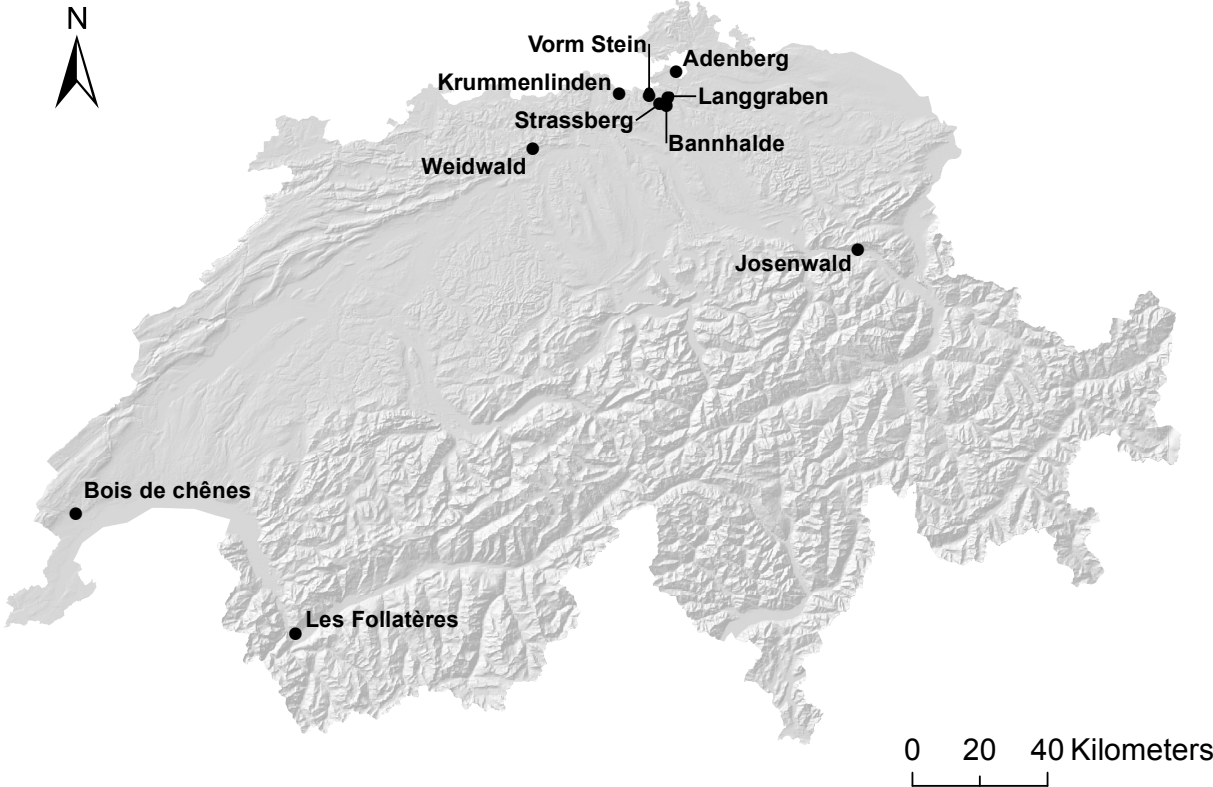 N
Vorm Stein
Adenberg
Krummenlinden
Langgraben
Strassberg
Bannhalde
Weidwald
Josenwald
Bois de chênes
Les Follatères
0 20 40 Kilometers